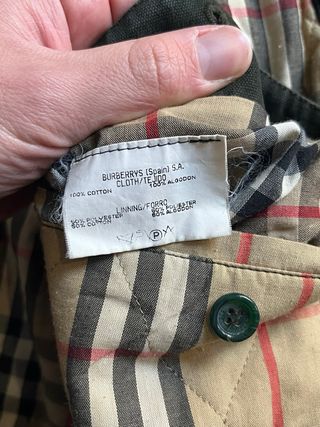 BURBERRYS (Spain) S.A.
CLOTH/TEJIDO
100% COTTON 100% ALGODON
LINNING/FORRO
50% POLYESTER 50% POLIESTER
50% COTTON 50% ALGODON
P